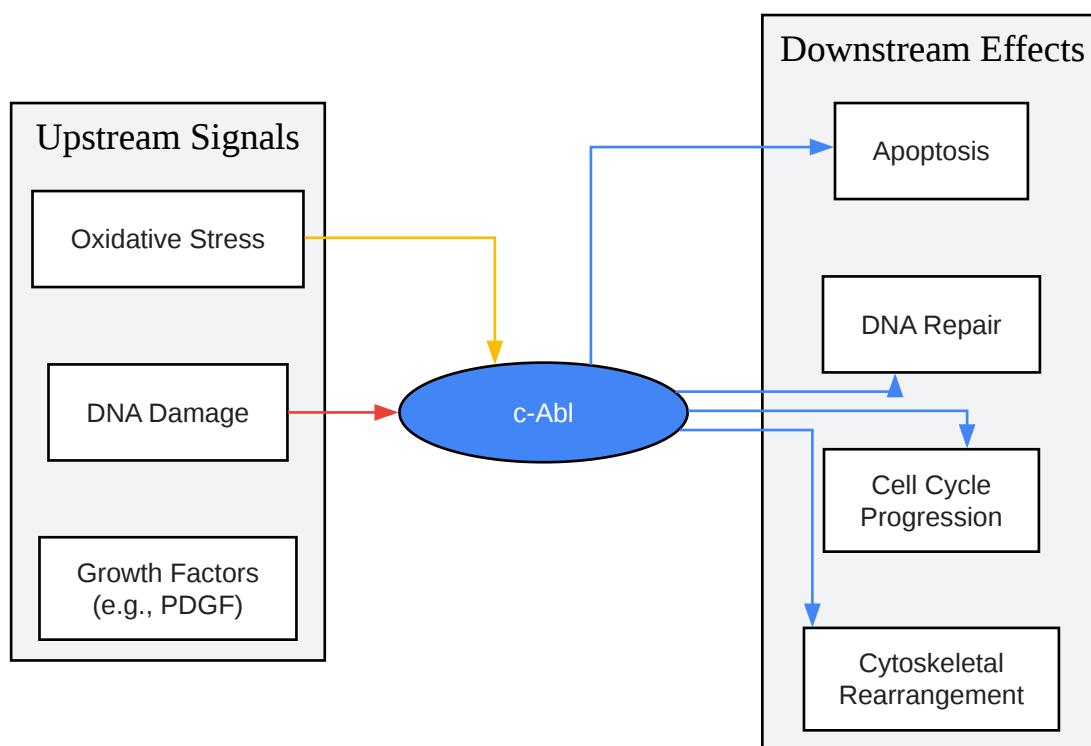 Upstream Signals
Oxidative Stress
DNA Damage
Growth Factors
(e.g., PDGF)
c-Abl
Downstream Effects
Apoptosis
DNA Repair
Cell Cycle
Progression
Cytoskeletal
Rearrangement